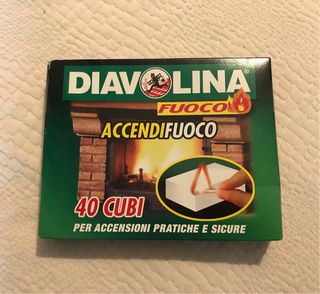 DIAVOLINA
FUOCO
ACCENDIFUOCO
40 CUBI
PER ACCENSIONI PRATICHE E SICURE